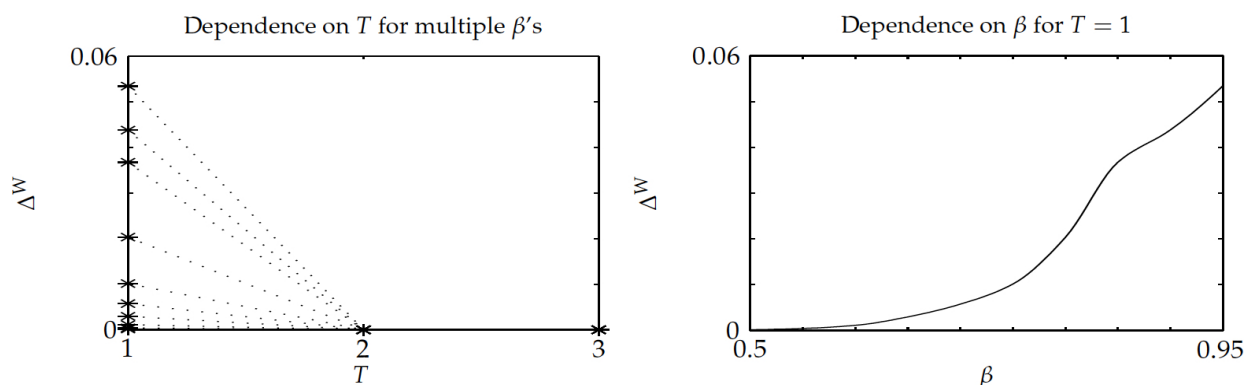 Dependence on T for multiple β's
0.06
Δ^W
0
1
2
3
T
Dependence on β for T = 1
0.06
Δ^W
0
0.5
0.95
β